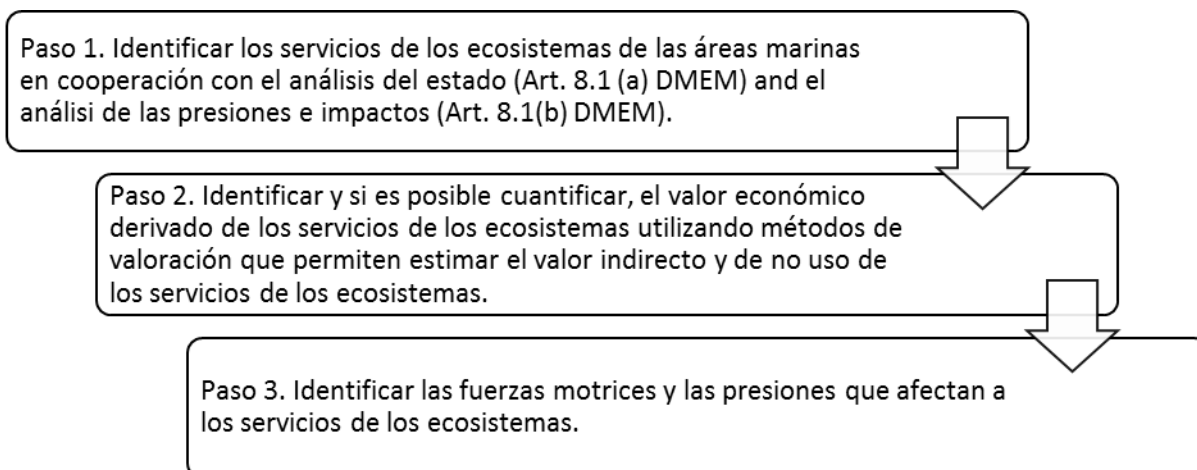 Paso 1. Identificar los servicios de los ecosistemas de las áreas marinas
en cooperación con el análisis del estado (Art. 8.1 (a) DMEM) and el
análisi de las presiones e impactos (Art. 8.1(b) DMEM).
Paso 2. Identificar y si es posible cuantificar, el valor económico
derivado de los servicios de los ecosistemas utilizando métodos de
valoración que permiten estimar el valor indirecto y de no uso de
los servicios de los ecosistemas.
Paso 3. Identificar las fuerzas motrices y las presiones que afectan a
los servicios de los ecosistemas.